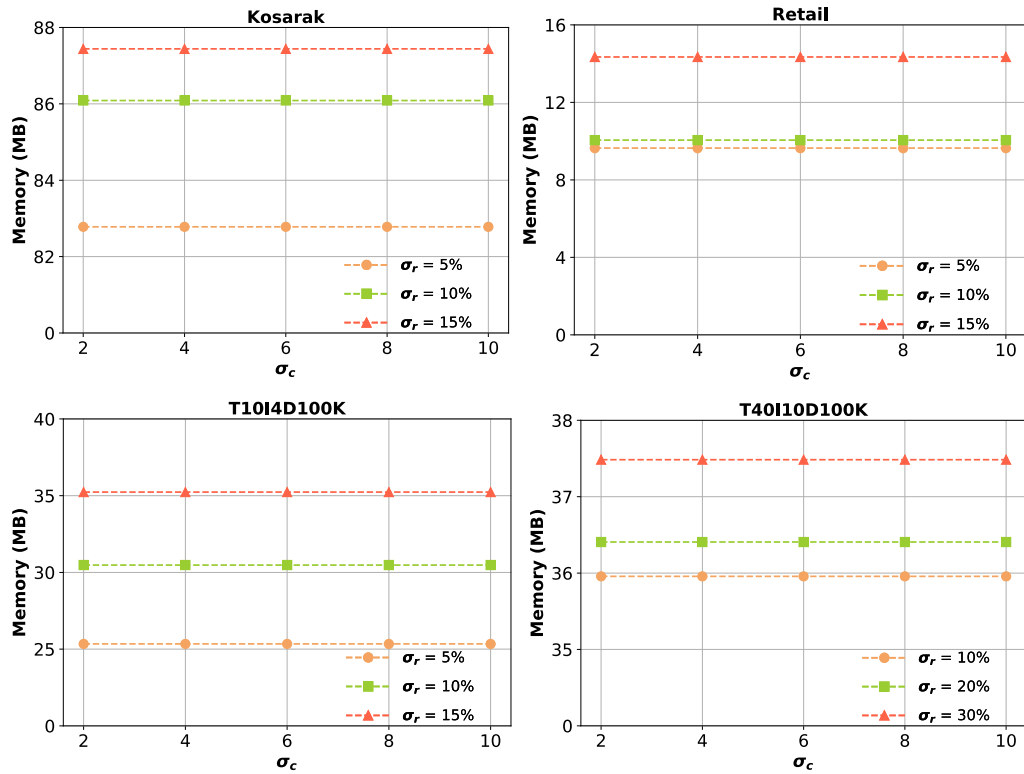 Kosarak
Memory (MB)
88
86
84
82
0
2 4 6 8 10
σc
σr = 5%
σr = 10%
σr = 15%
Retail
Memory (MB)
16
12
8
4
0
2 4 6 8 10
σc
σr = 5%
σr = 10%
σr = 15%
T10I4D100K
Memory (MB)
40
35
30
25
0
2 4 6 8 10
σc
σr = 5%
σr = 10%
σr = 15%
T40I10D100K
Memory (MB)
38
37
36
35
0
2 4 6 8 10
σc
σr = 10%
σr = 20%
σr = 30%